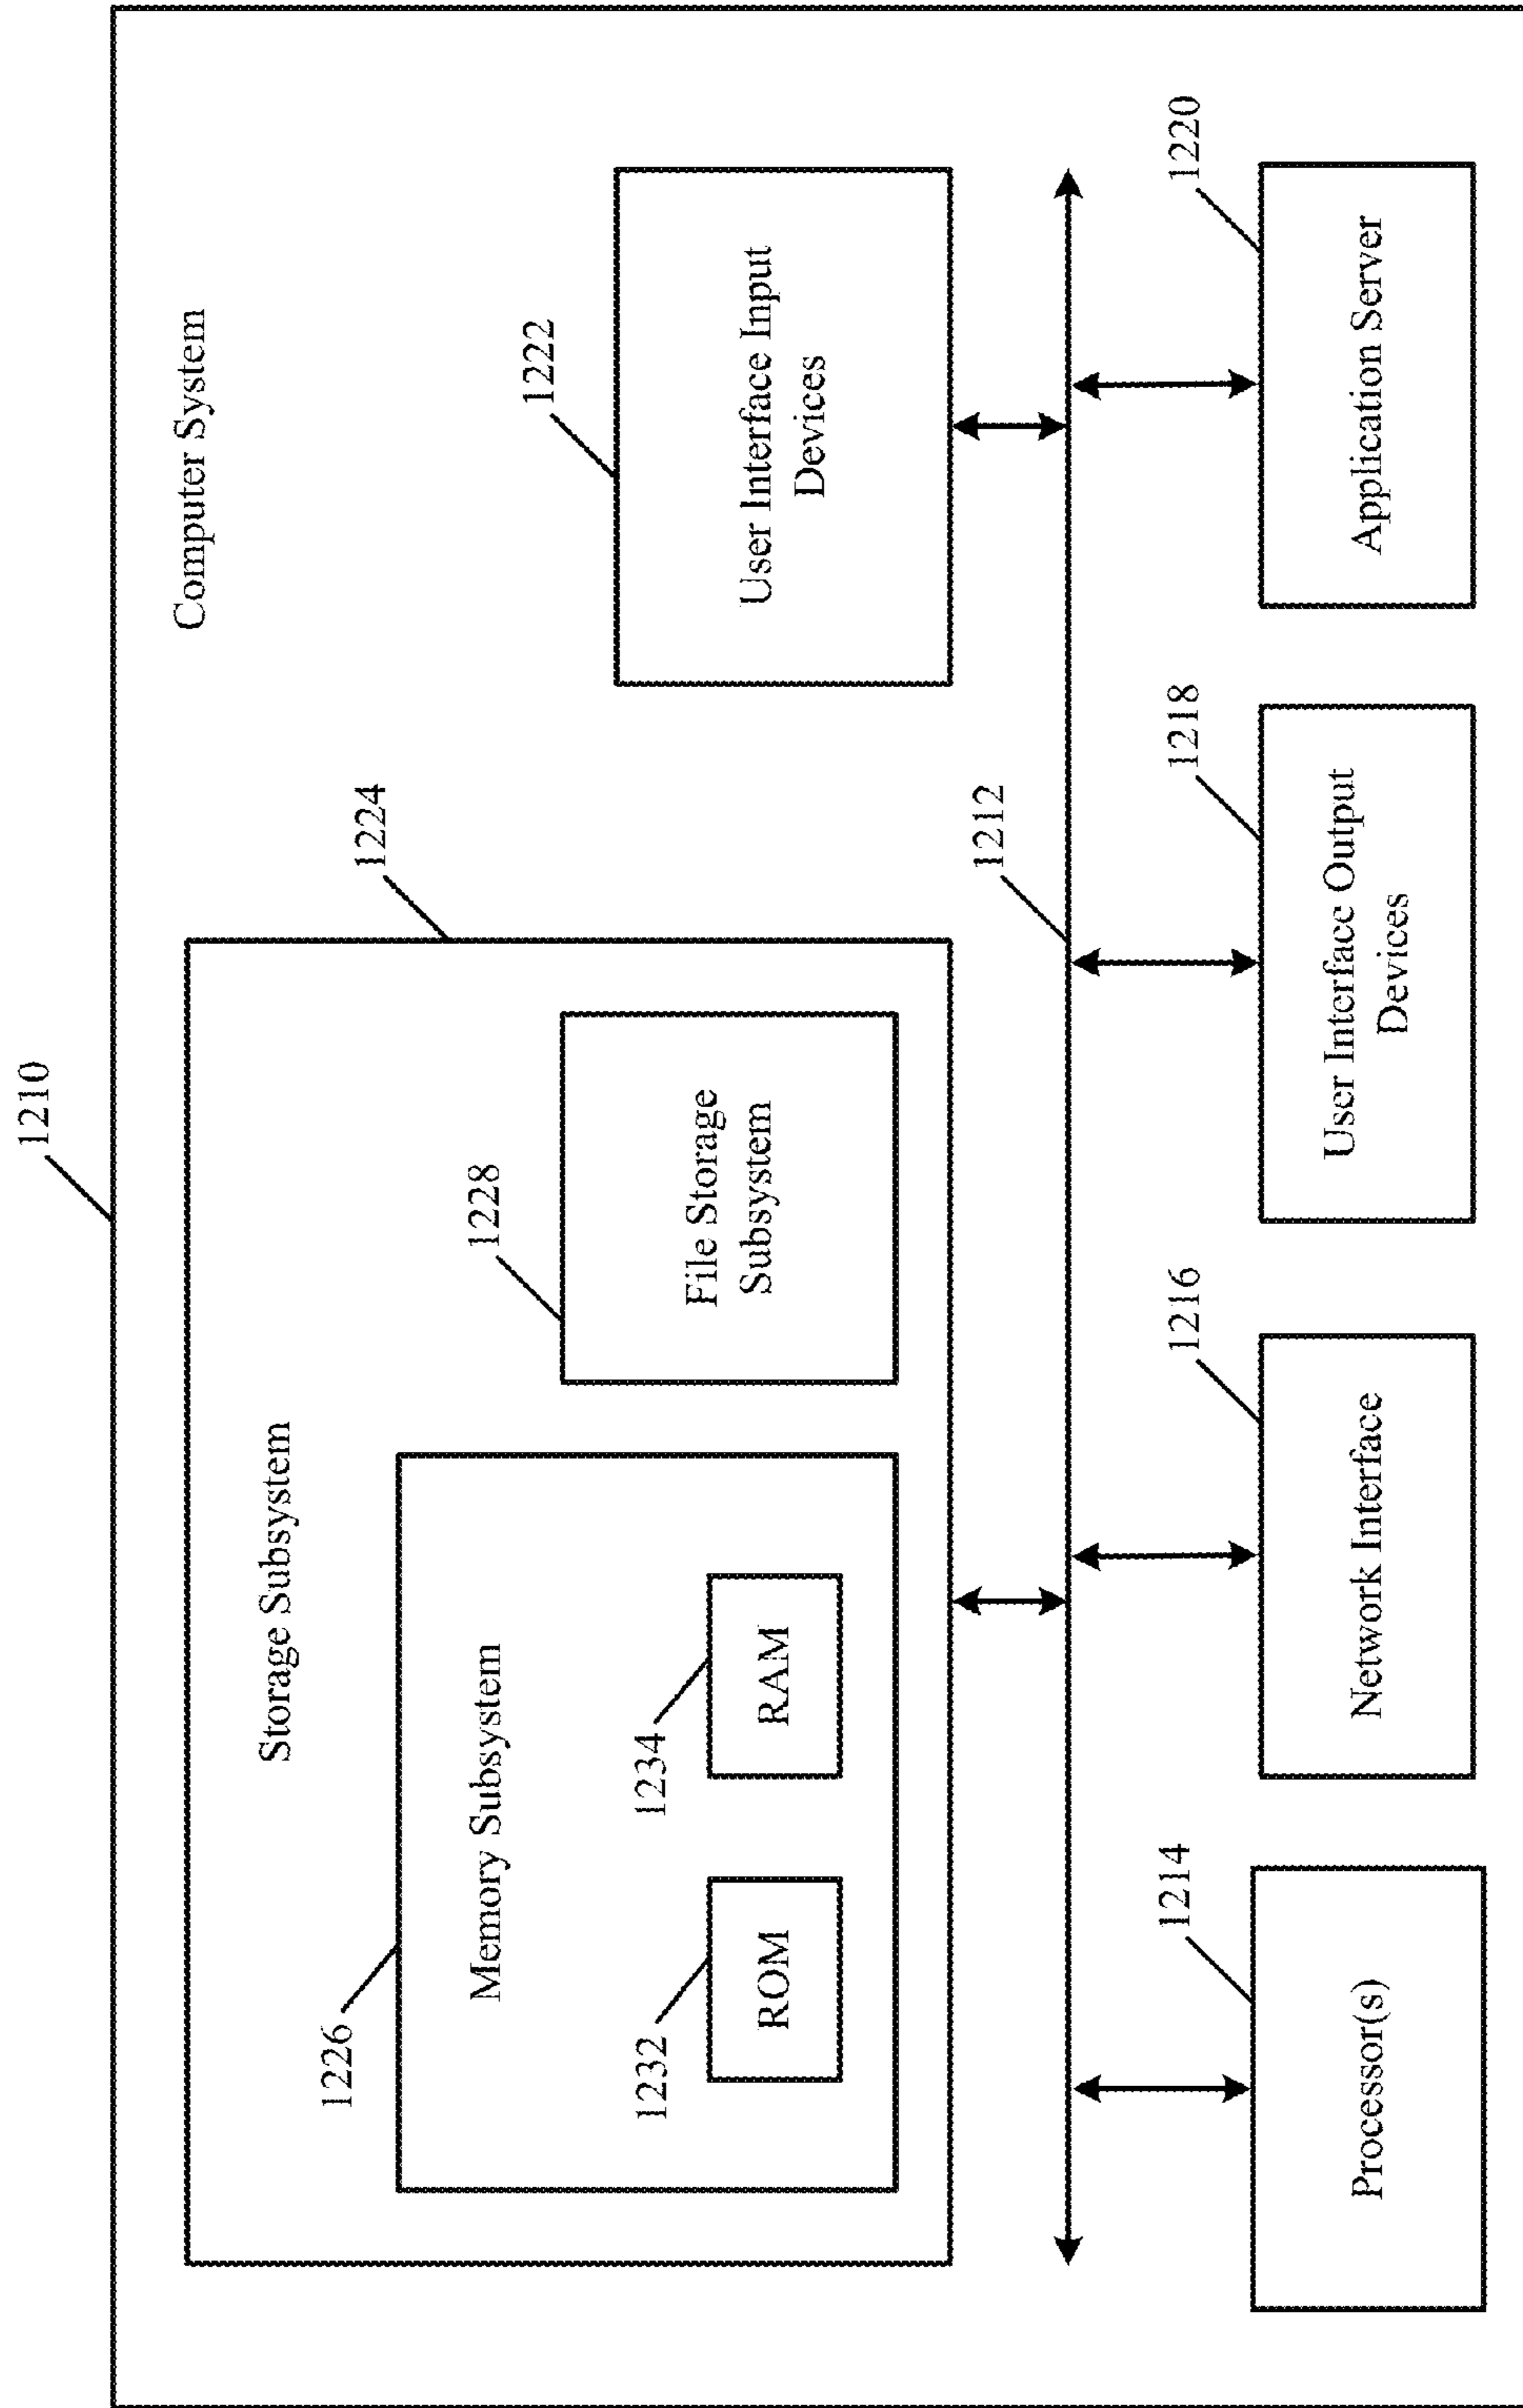 1210
Computer System
Storage Subsystem
1224
1226
Memory Subsystem
1222
1228
User Interface Input
Devices
1232
ROM
1234
RAM
File Storage
Subsystem
1212
1214
Processor(s)
1216
Network Interface
1218
User Interface Output
Devices
1220
Application Server